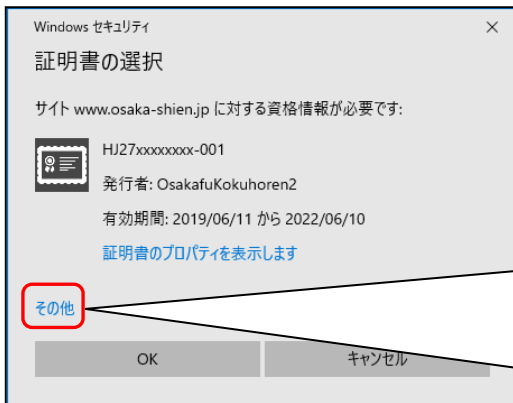 Windows セキュリティ
証明書の選択
サイト www.osaka-shien.jp に対する資格情報が必要です:
HJ27xxxxxxxx-001
発行者: OsakafuKokuhoren2
有効期間: 2019/06/11 から 2022/06/10
証明書のプロパティを表示します
その他
OK
キャンセル